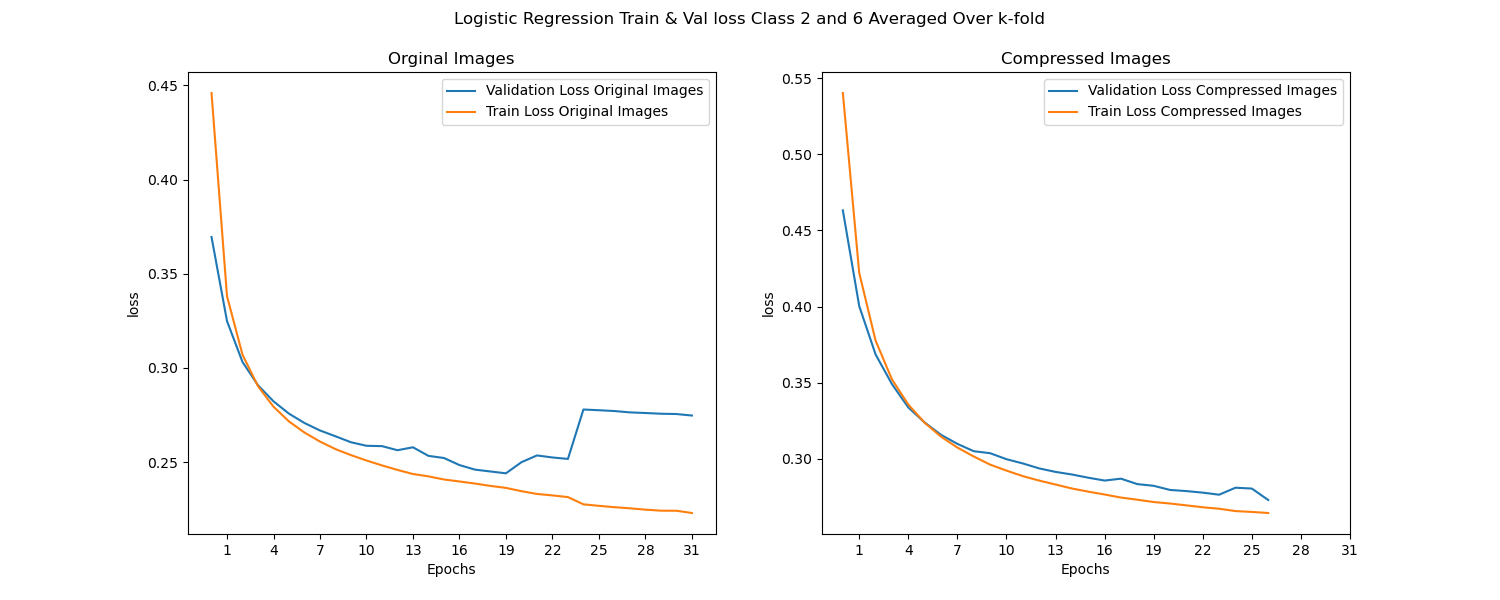 Logistic Regression Train & Val loss Class 2 and 6 Averaged Over k-fold
Orginal Images
Validation Loss Original Images
Train Loss Original Images
0.45
0.40
0.35
0.30
0.25
loss
1 4 7 10 13 16 19 22 25 28 31
Epochs
Compressed Images
Validation Loss Compressed Images
Train Loss Compressed Images
0.55
0.50
0.45
0.40
0.35
0.30
loss
1 4 7 10 13 16 19 22 25 28 31
Epochs